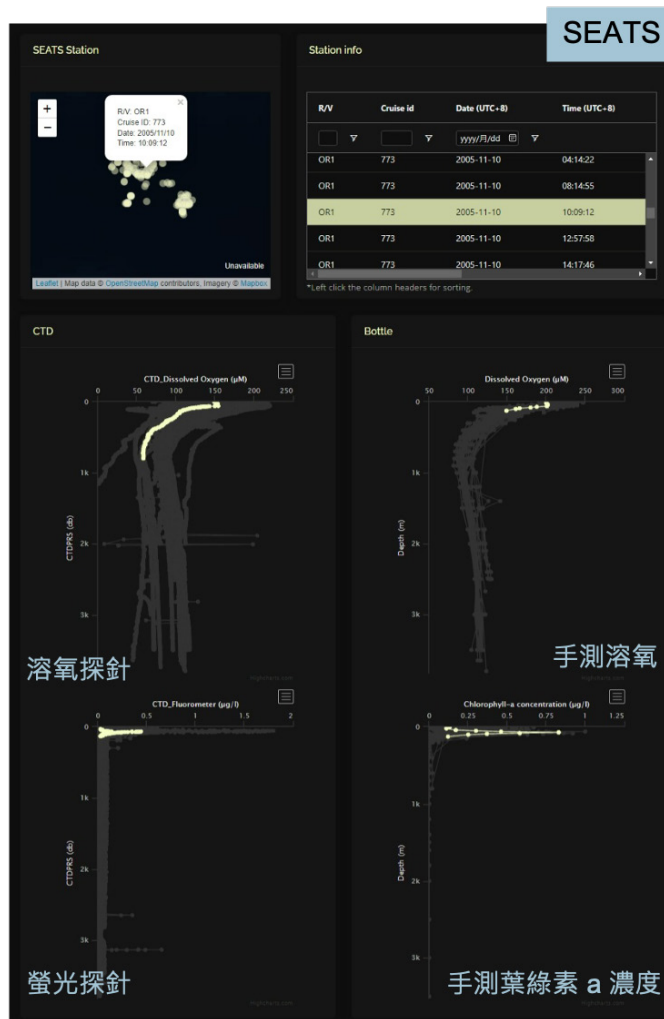 SEATS
SEATS Station
Station info
+
−
×
R/V: OR1
Cruise ID: 773
Date: 2005/11/10
Time: 10:09:12
Unavailable
Leaflet | Map data © OpenStreetMap contributors, Imagery © Mapbox
R/V Cruise id Date (UTC+8) Time (UTC+8)
yyyy/月/dd
OR1 773 2005-11-10 04:14:22
OR1 773 2005-11-10 08:14:55
OR1 773 2005-11-10 10:09:12
OR1 773 2005-11-10 12:57:58
OR1 773 2005-11-10 14:17:46
*Left click the column headers for sorting.
CTD
CTD_Dissolved Oxygen (μM)
0 50 100 150 200 250
0
1k
2k
3k
CTDPRS (db)
溶氧探針
Highcharts.com
Bottle
Dissolved Oxygen (μM)
50 100 150 200 250 300
0
1k
2k
3k
Depth (m)
手測溶氧
Highcharts.com
CTD_Fluorometer (μg/l)
0 0.5 1 1.5 2
0
1k
2k
3k
CTDPRS (db)
螢光探針
Highcharts.com
Chlorophyll-a concentration (μg/l)
0 0.25 0.5 0.75 1 1.25
0
1k
2k
3k
Depth (m)
手測葉綠素 a 濃度
Highcharts.com